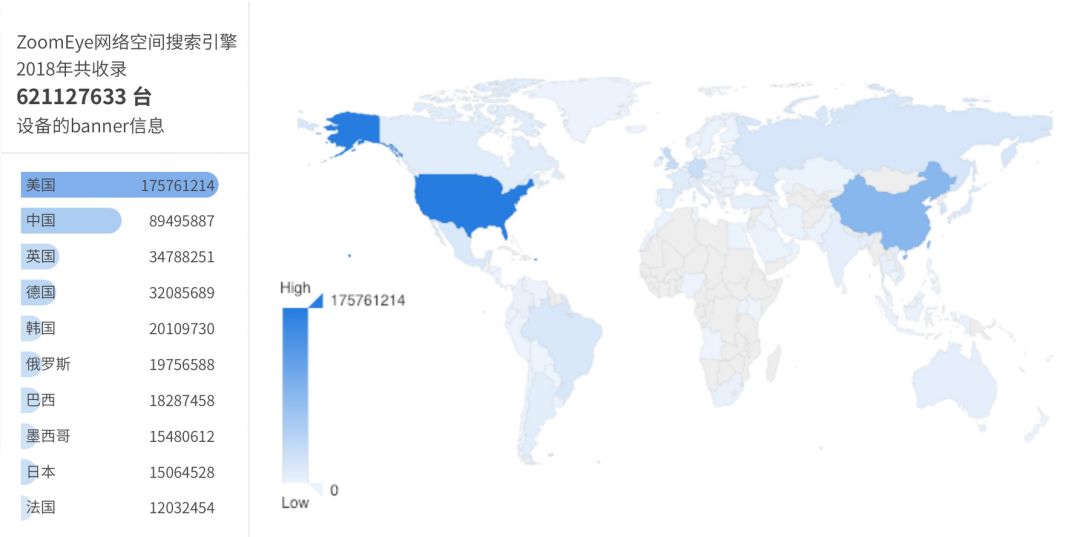 ZoomEye网络空间搜索引擎
2018年共收录
621127633 台
设备的banner信息
美国 175761214
中国 89495887
英国 34788251
德国 32085689
韩国 20109730
俄罗斯 19756588
巴西 18287458
墨西哥 15480612
日本 15064528
法国 12032454
High
175761214
0
Low